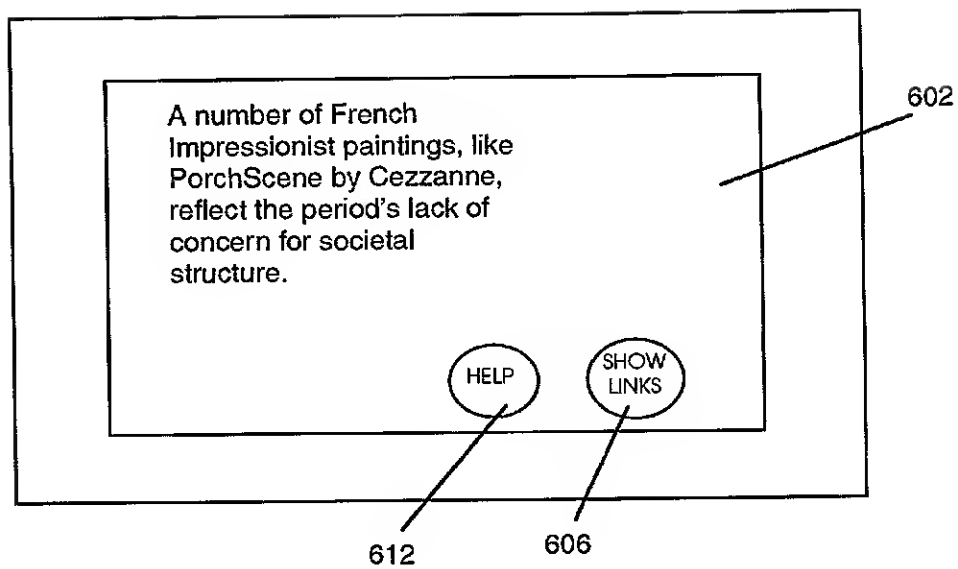 A number of French
Impressionist paintings, like
PorchScene by Cezzanne,
reflect the period's lack of
concern for societal
structure.
602
HELP
SHOW
LINKS
612
606